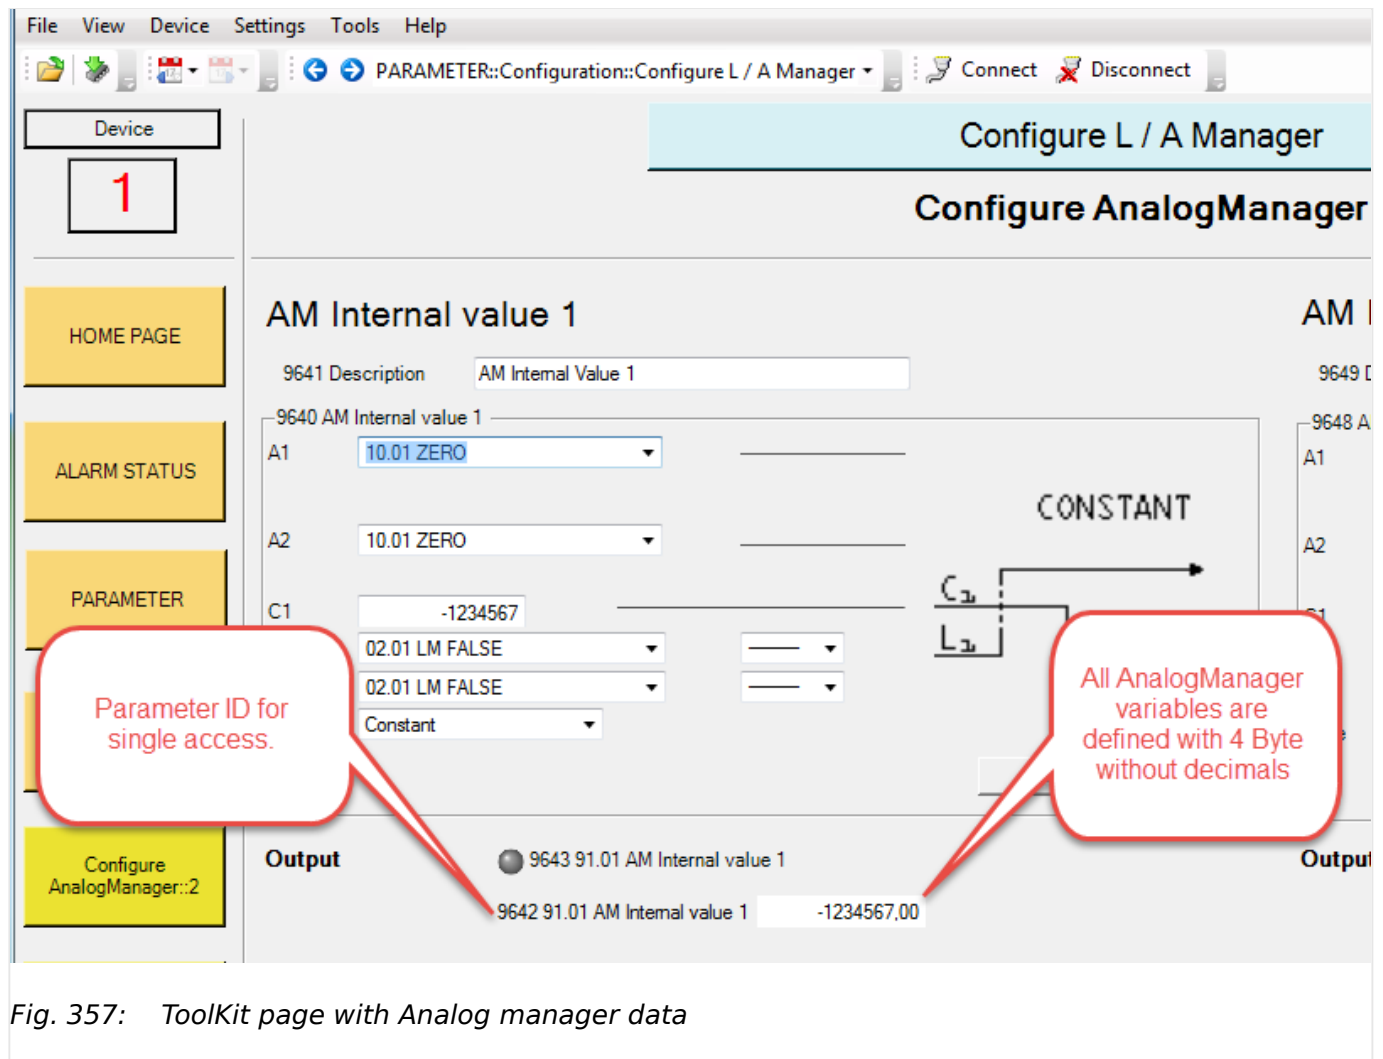 File View Device Settings Tools Help
PARAMETER::Configuration::Configure L / A Manager Connect Disconnect
Device
1
Configure L / A Manager
Configure AnalogManager
HOME PAGE
ALARM STATUS
PARAMETER
Configure
AnalogManager::2
AM Internal value 1
9641 Description AM Internal Value 1
9640 AM Internal value 1
A1 10.01 ZERO
A2 10.01 ZERO
C1 -1234567
02.01 LM FALSE
02.01 LM FALSE
Constant
CONSTANT
C1
L1
Parameter ID for
single access.
All AnalogManager
variables are
defined with 4 Byte
without decimals
Output
9643 91.01 AM Internal value 1
9642 91.01 AM Internal value 1 -1234567,00
AM
9649
9648 A
A1
A2
Output
Fig. 357: ToolKit page with Analog manager data